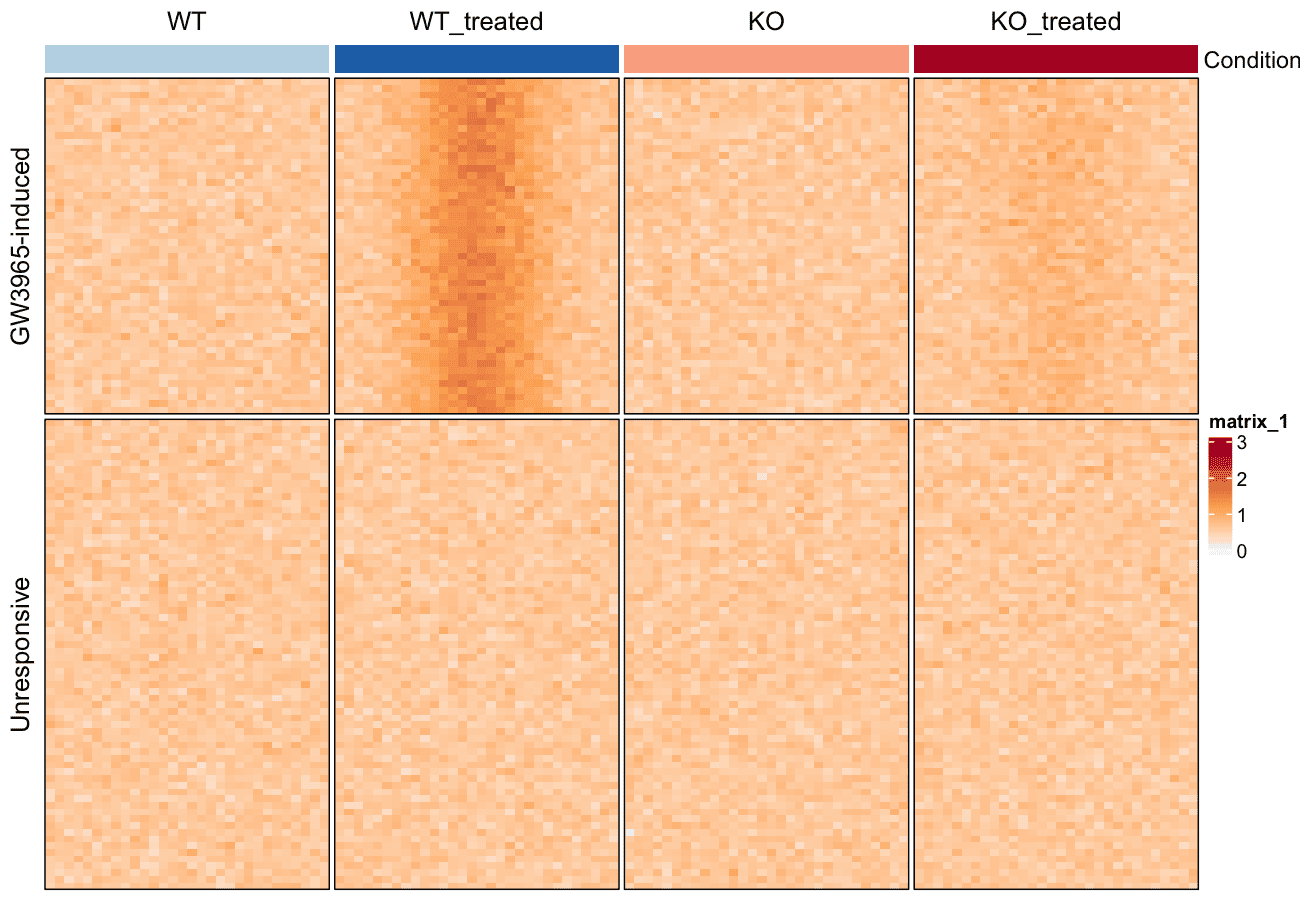 WT
WT_treated
KO
KO_treated
Condition
GW3965-induced
Unresponsive
matrix_1
3
2
1
0